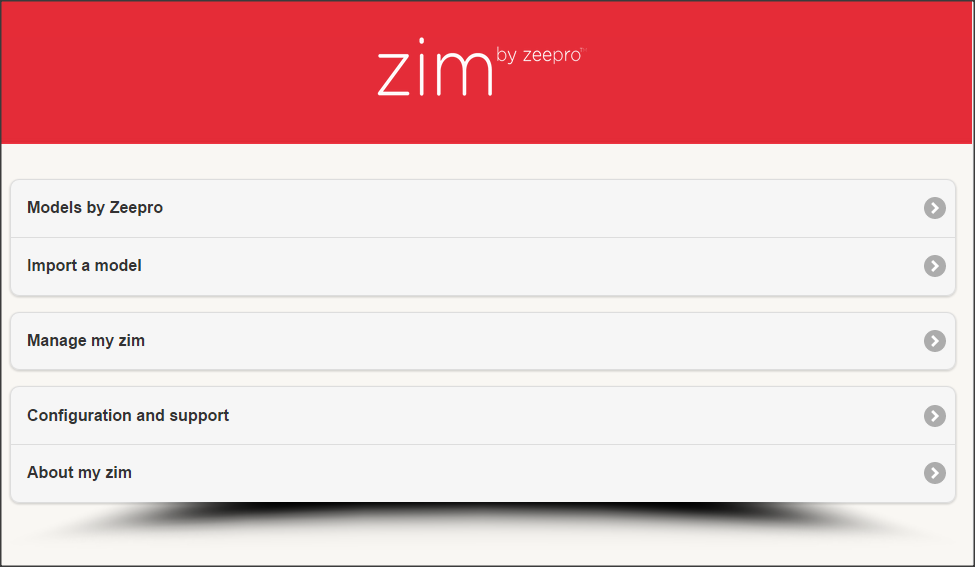 zim by zeepro
Models by Zeepro
Import a model
Manage my zim
Configuration and support
About my zim